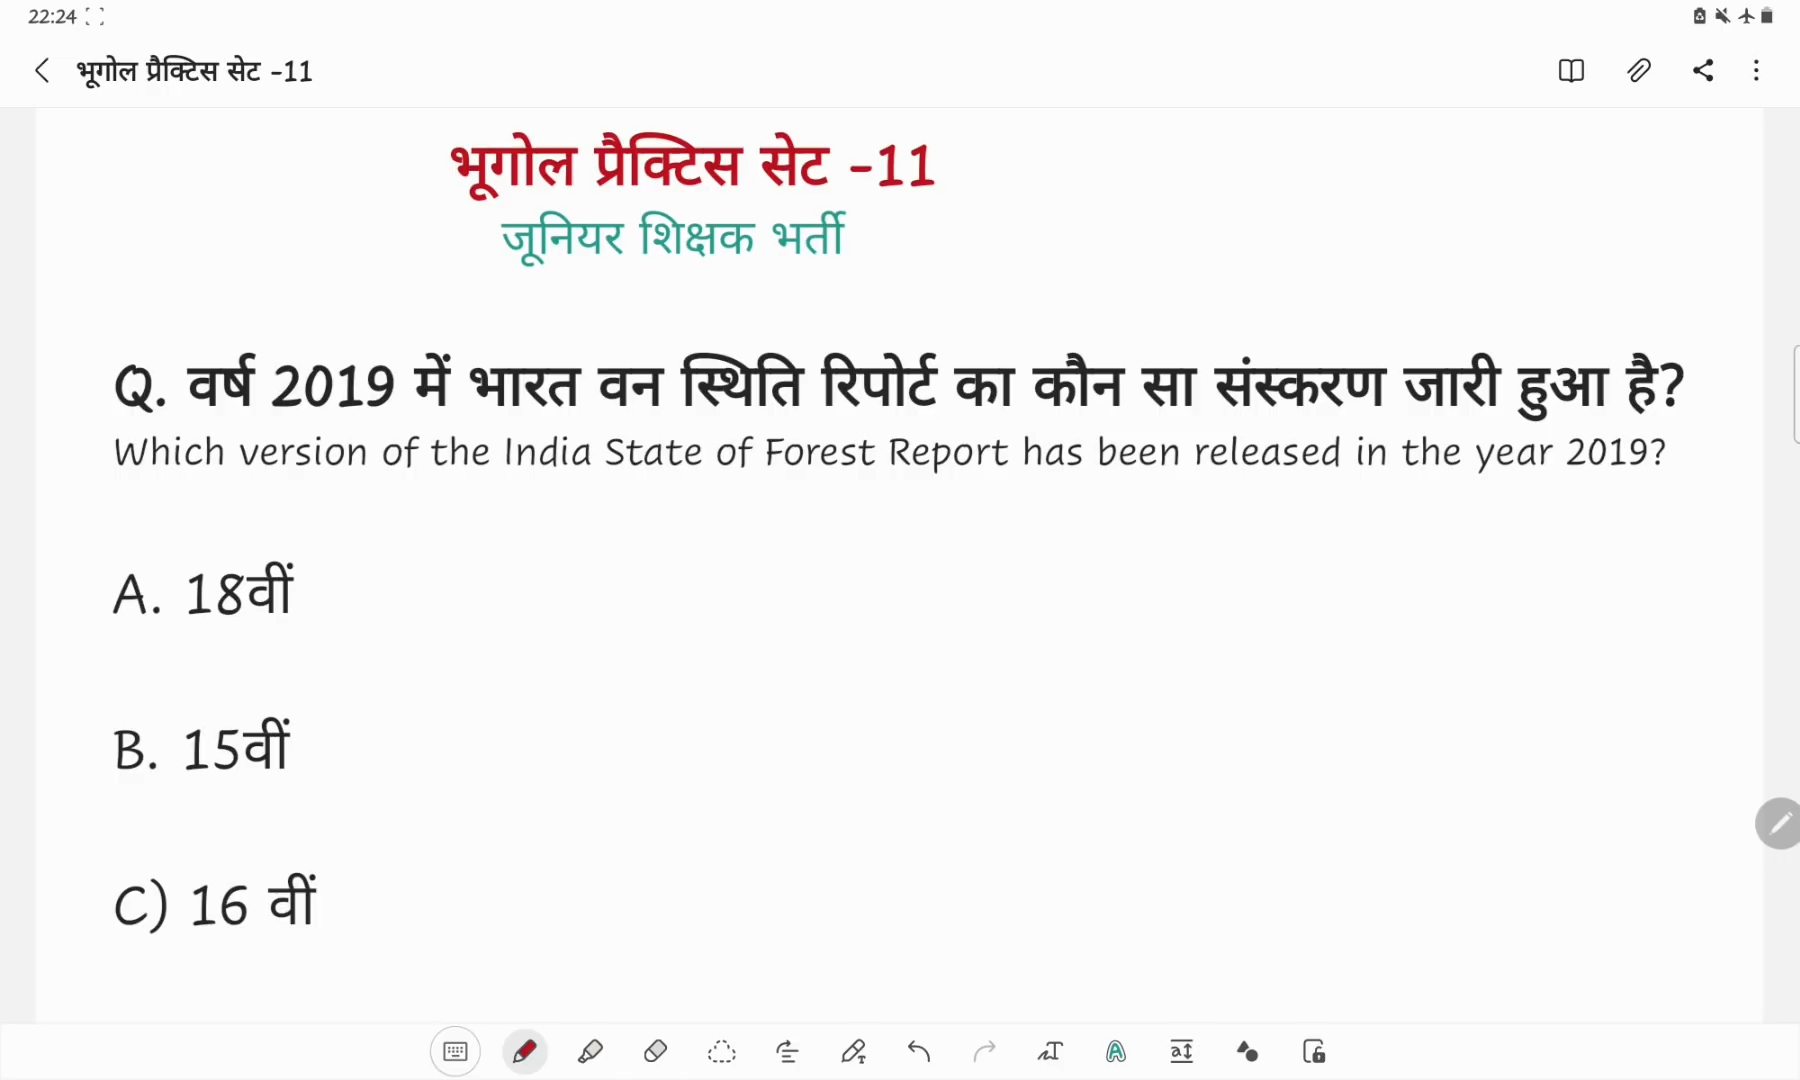 22:24
भूगोल प्रैक्टिस सेट -11
भूगोल प्रैक्टिस सेट -11
जूनियर शिक्षक भर्ती
Q. वर्ष 2019 में भारत वन स्थिति रिपोर्ट का कौन सा संस्करण जारी हुआ है?
Which version of the India State of Forest Report has been released in the year 2019?
A. 18वीं
B. 15वीं
C) 16 वीं